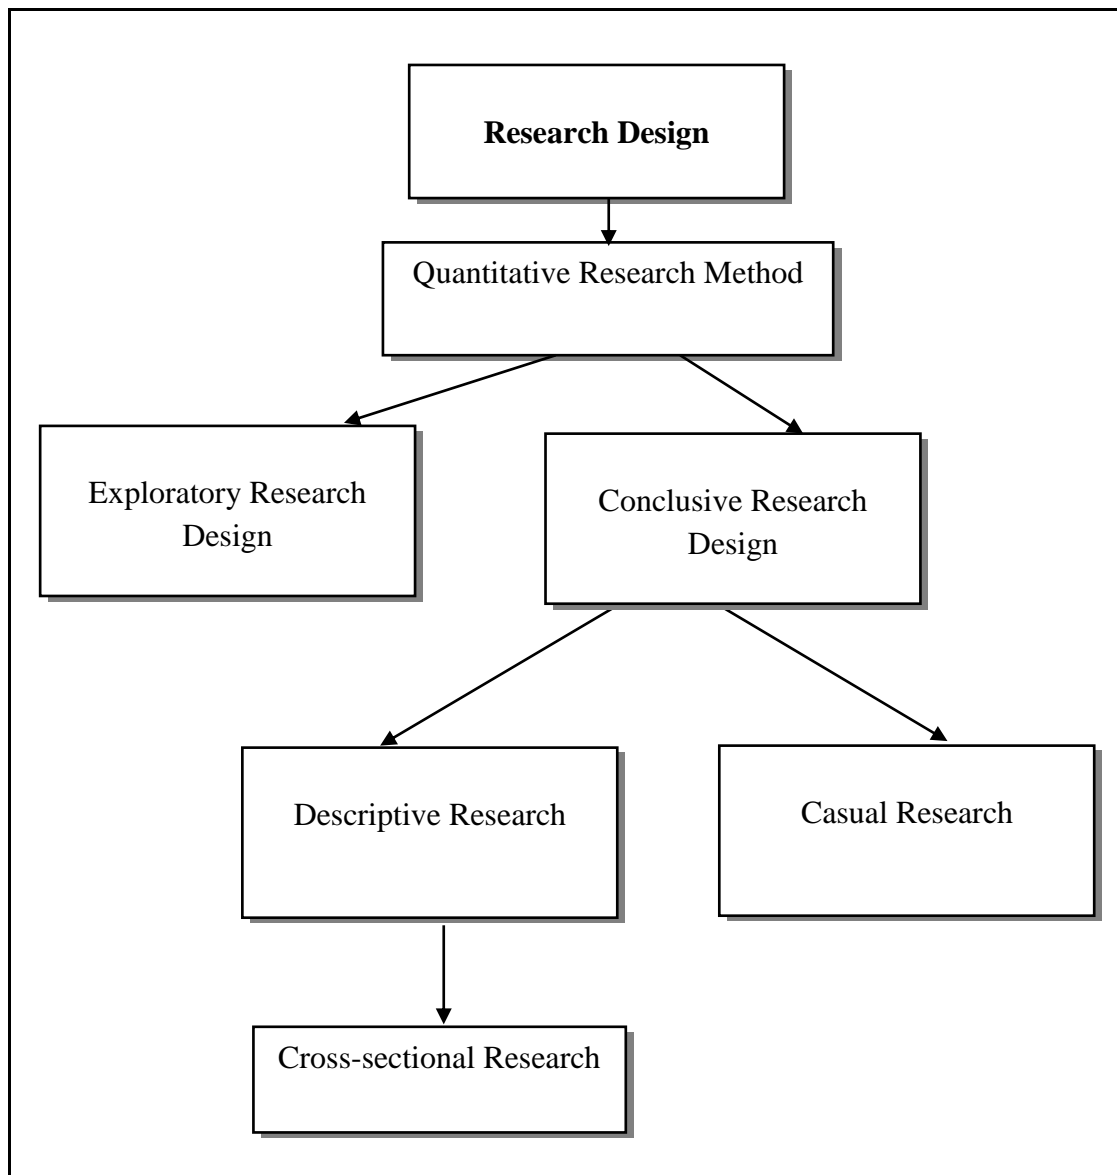 Research Design
Quantitative Research Method
Exploratory Research
Design
Conclusive Research
Design
Descriptive Research
Casual Research
Cross-sectional Research